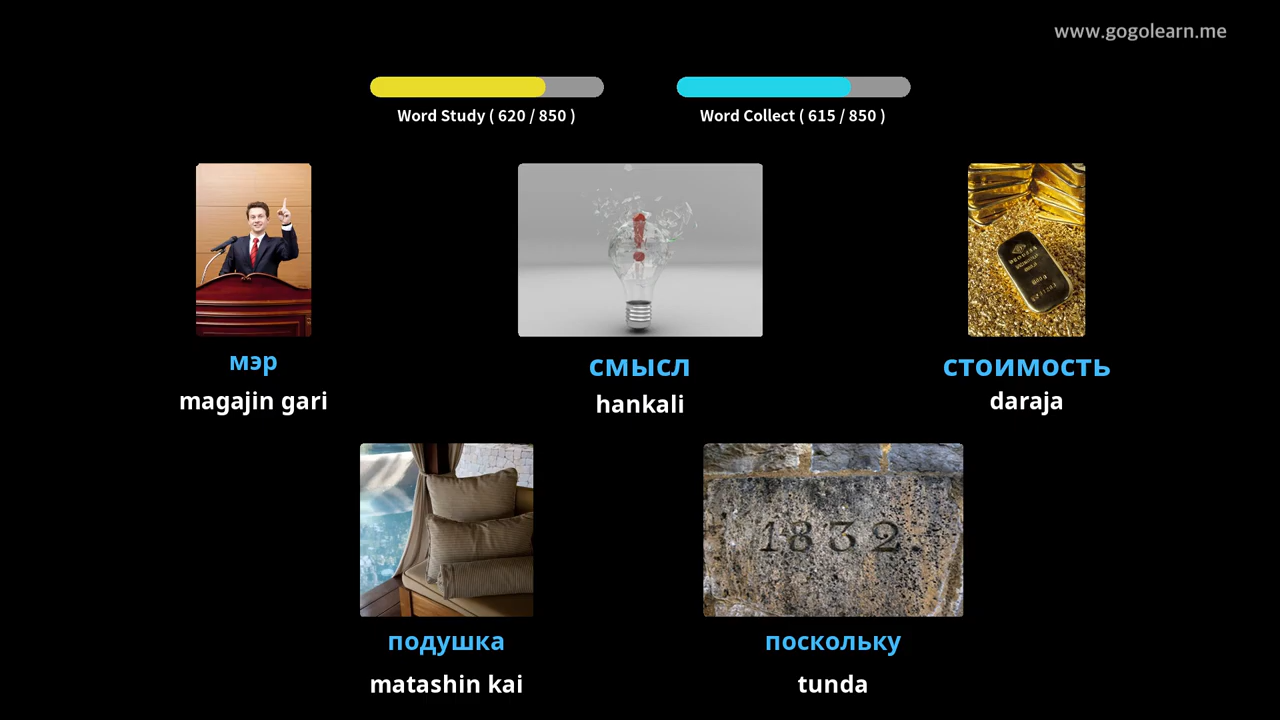 www.gogolearn.me
Word Study ( 620 / 850 )
Word Collect ( 615 / 850 )
мэр
magajin gari
смысл
hankali
стоимость
daraja
1832.
подушка
matashin kai
поскольку
tunda